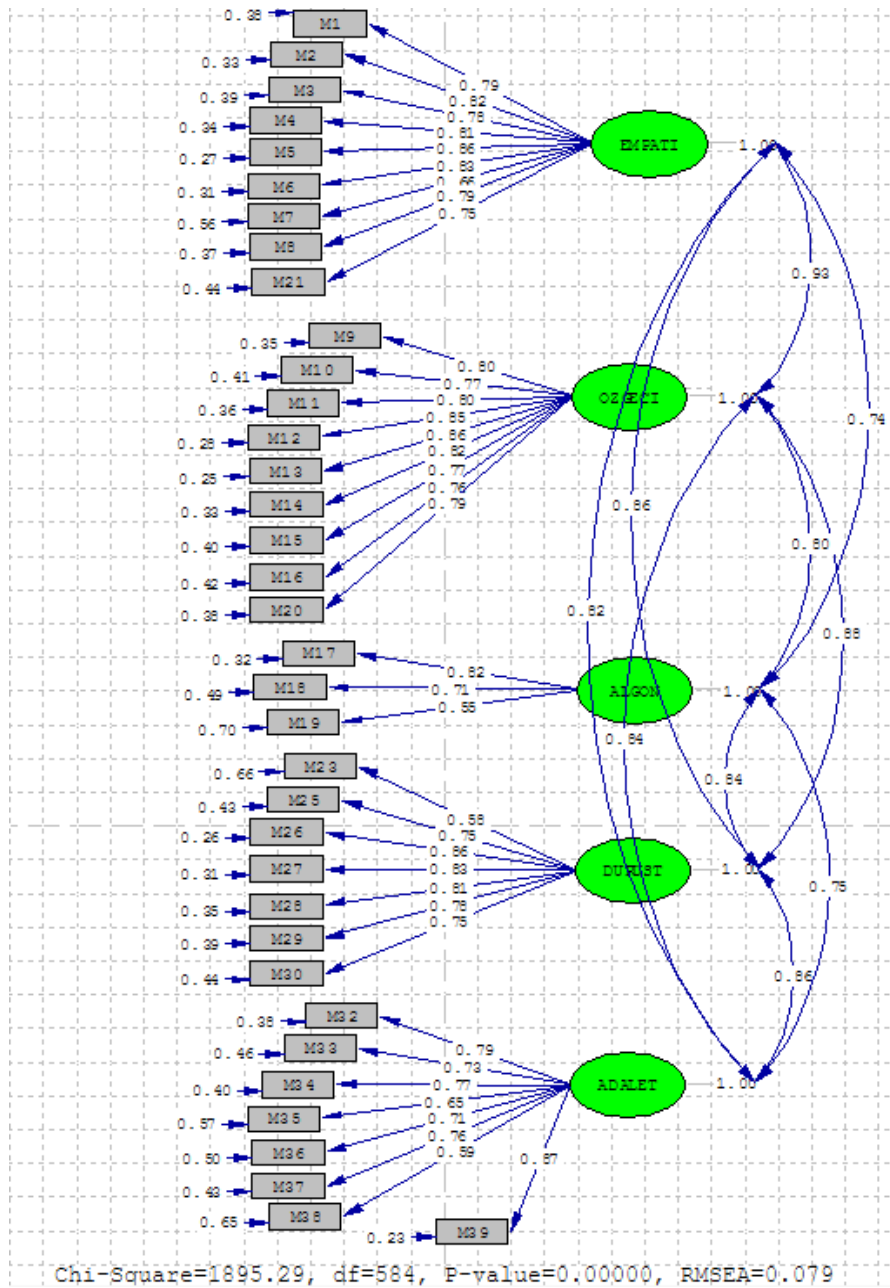 0.38 M1
0.33 M2
0.39 M3
0.34 M4
0.27 M5
0.31 M6
0.56 M7
0.37 M8
0.44 M21
0.79
0.82
0.78
0.81
0.86
0.83
0.66
0.79
0.75
EMPATI 1.00
0.93
0.74
0.35 M9
0.41 M10
0.36 M11
0.28 M12
0.25 M13
0.33 M14
0.40 M15
0.42 M16
0.38 M20
0.80
0.77
0.80
0.85
0.86
0.82
0.77
0.76
0.79
OZGECI 1.00
0.86
0.80
0.82
0.88
0.32 M17
0.49 M18
0.70 M19
0.82
0.71
0.55
ALGON 1.00
0.84
0.84
0.75
0.66 M23
0.43 M25
0.26 M26
0.31 M27
0.35 M28
0.39 M29
0.44 M30
0.58
0.75
0.86
0.83
0.81
0.78
0.75
DURUST 1.00
0.86
0.38 M32
0.46 M33
0.40 M34
0.57 M35
0.50 M36
0.43 M37
0.65 M38
0.23 M39
0.79
0.73
0.77
0.65
0.71
0.76
0.59
0.87
ADALET 1.00
Chi-Square=1895.29, df=584, P-value=0.00000, RMSEA=0.079